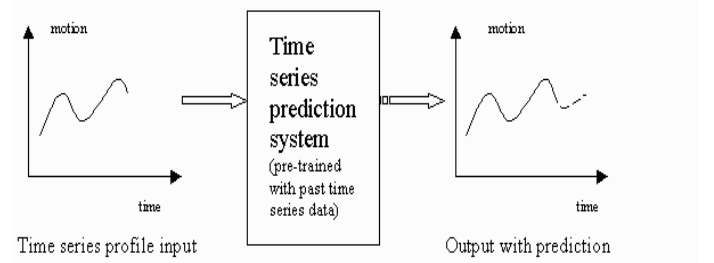 motion
time
Time series profile input
Time
series
prediction
system
(pre-trained
with past time
series data)
motion
time
Output with prediction